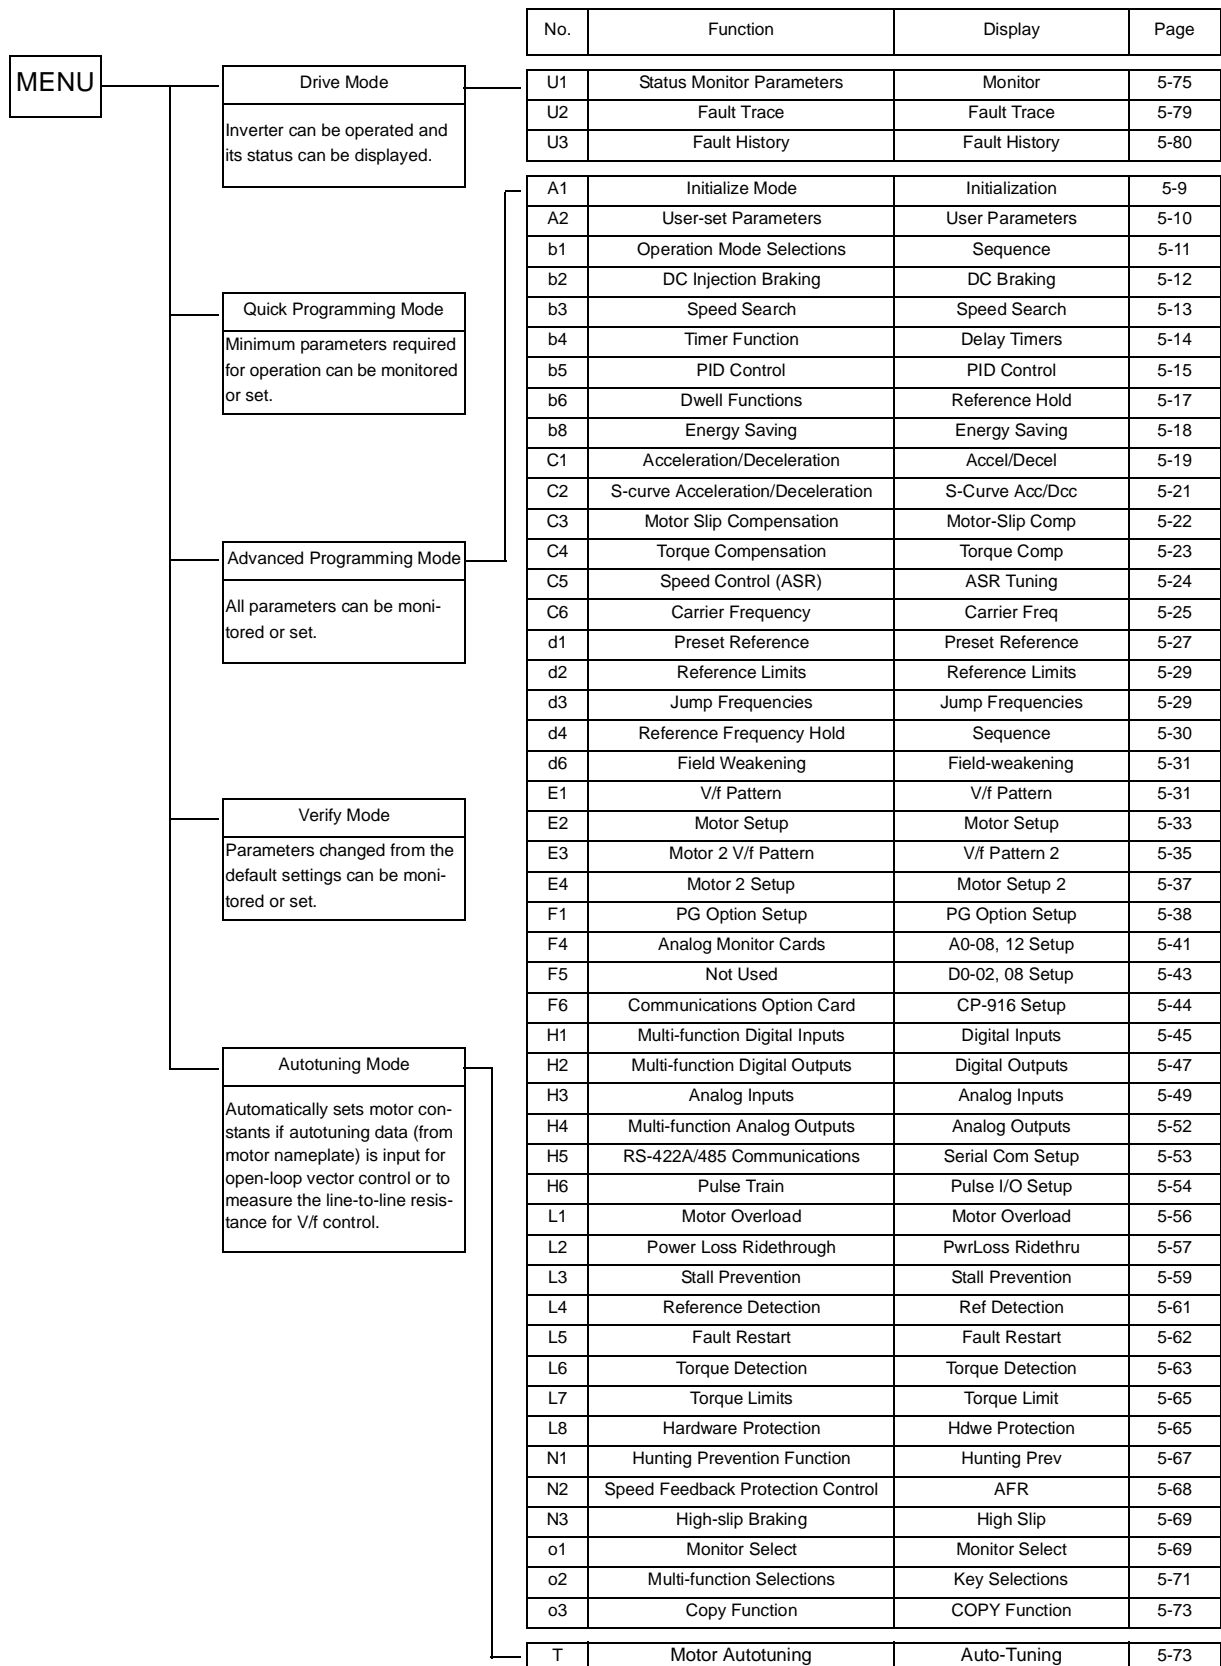 No. Function Display Page
MENU
Drive Mode
Inverter can be operated and
its status can be displayed.
Quick Programming Mode
Minimum parameters required
for operation can be monitored
or set.
Advanced Programming Mode
All parameters can be moni-
tored or set.
Verify Mode
Parameters changed from the
default settings can be moni-
tored or set.
Autotuning Mode
Automatically sets motor con-
stants if autotuning data (from
motor nameplate) is input for
open-loop vector control or to
measure the line-to-line resis-
tance for V/f control.
U1 Status Monitor Parameters Monitor 5-75
U2 Fault Trace Fault Trace 5-79
U3 Fault History Fault History 5-80
A1 Initialize Mode Initialization 5-9
A2 User-set Parameters User Parameters 5-10
b1 Operation Mode Selections Sequence 5-11
b2 DC Injection Braking DC Braking 5-12
b3 Speed Search Speed Search 5-13
b4 Timer Function Delay Timers 5-14
b5 PID Control PID Control 5-15
b6 Dwell Functions Reference Hold 5-17
b8 Energy Saving Energy Saving 5-18
C1 Acceleration/Deceleration Accel/Decel 5-19
C2 S-curve Acceleration/Deceleration S-Curve Acc/Dcc 5-21
C3 Motor Slip Compensation Motor-Slip Comp 5-22
C4 Torque Compensation Torque Comp 5-23
C5 Speed Control (ASR) ASR Tuning 5-24
C6 Carrier Frequency Carrier Freq 5-25
d1 Preset Reference Preset Reference 5-27
d2 Reference Limits Reference Limits 5-29
d3 Jump Frequencies Jump Frequencies 5-29
d4 Reference Frequency Hold Sequence 5-30
d6 Field Weakening Field-weakening 5-31
E1 V/f Pattern V/f Pattern 5-31
E2 Motor Setup Motor Setup 5-33
E3 Motor 2 V/f Pattern V/f Pattern 2 5-35
E4 Motor 2 Setup Motor Setup 2 5-37
F1 PG Option Setup PG Option Setup 5-38
F4 Analog Monitor Cards A0-08, 12 Setup 5-41
F5 Not Used D0-02, 08 Setup 5-43
F6 Communications Option Card CP-916 Setup 5-44
H1 Multi-function Digital Inputs Digital Inputs 5-45
H2 Multi-function Digital Outputs Digital Outputs 5-47
H3 Analog Inputs Analog Inputs 5-49
H4 Multi-function Analog Outputs Analog Outputs 5-52
H5 RS-422A/485 Communications Serial Com Setup 5-53
H6 Pulse Train Pulse I/O Setup 5-54
L1 Motor Overload Motor Overload 5-56
L2 Power Loss Ridethrough PwrLoss Ridethru 5-57
L3 Stall Prevention Stall Prevention 5-59
L4 Reference Detection Ref Detection 5-61
L5 Fault Restart Fault Restart 5-62
L6 Torque Detection Torque Detection 5-63
L7 Torque Limits Torque Limit 5-65
L8 Hardware Protection Hdwe Protection 5-65
N1 Hunting Prevention Function Hunting Prev 5-67
N2 Speed Feedback Protection Control AFR 5-68
N3 High-slip Braking High Slip 5-69
o1 Monitor Select Monitor Select 5-69
o2 Multi-function Selections Key Selections 5-71
o3 Copy Function COPY Function 5-73
T Motor Autotuning Auto-Tuning 5-73